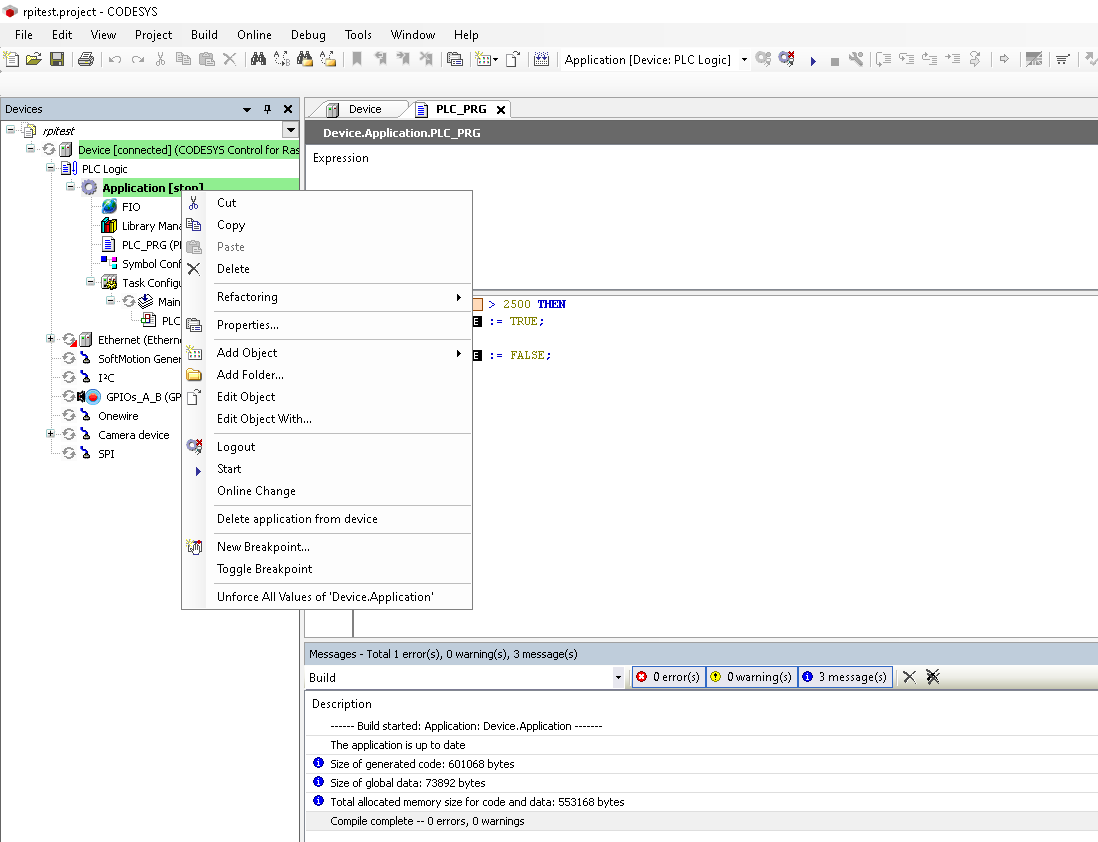 rpitest.project - CODESYS
File Edit View Project Build Online Debug Tools Window Help
Application [Device: PLC Logic]
Devices
Device
PLC_PRG
rpitest
Device [connected] (CODESYS Control for Ras
PLC Logic
Application [stop]
FIO
Library Mana
PLC_PRG (P
Symbol Conf
Task Configu
Main
PLC
Ethernet (Ethern
SoftMotion Gener
I²C
GPIOs_A_B (GP
Onewire
Camera device
SPI
Device.Application.PLC_PRG
Expression
> 2500 THEN
E := TRUE;
E := FALSE;
Cut
Copy
Paste
Delete
Refactoring
Properties...
Add Object
Add Folder...
Edit Object
Edit Object With...
Logout
Start
Online Change
Delete application from device
New Breakpoint...
Toggle Breakpoint
Unforce All Values of 'Device.Application'
Messages - Total 1 error(s), 0 warning(s), 3 message(s)
Build
0 error(s) 0 warning(s) 3 message(s)
Description
------ Build started: Application: Device.Application -------
The application is up to date
Size of generated code: 601068 bytes
Size of global data: 73892 bytes
Total allocated memory size for code and data: 553168 bytes
Compile complete -- 0 errors, 0 warnings